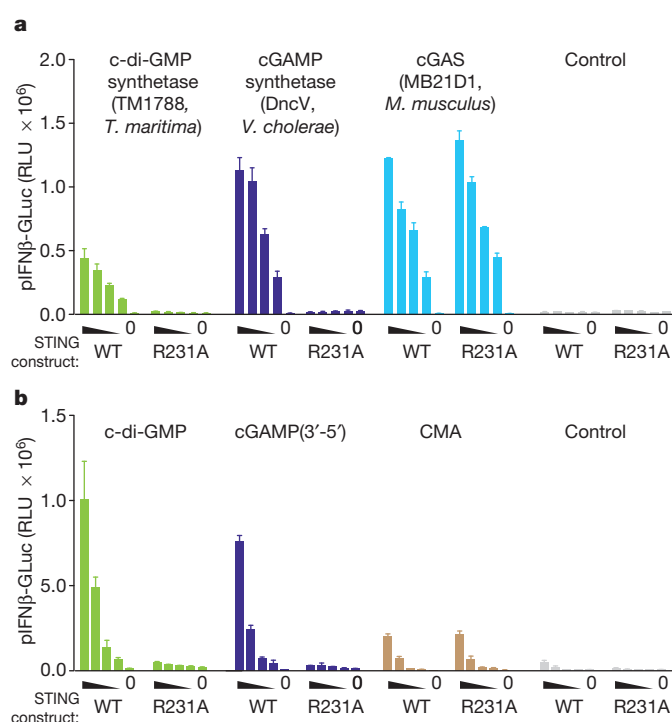 a
c-di-GMP synthetase (TM1788, T. maritima)
cGAMP synthetase (DncV, V. cholerae)
cGAS (MB21D1, M. musculus)
Control
pIFNβ-GLuc (RLU × 10⁶)
2.0
1.5
1.0
0.5
0.0
0 0 0 0 0 0 0 0
STING construct:
WT R231A WT R231A WT R231A WT R231A
b
c-di-GMP cGAMP(3′-5′) CMA Control
pIFNβ-GLuc (RLU × 10⁶)
1.5
1.0
5.0
0.0
0 0 0 0 0 0 0 0
STING construct:
WT R231A WT R231A WT R231A WT R231A